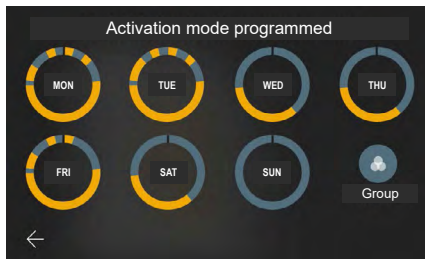 Activation mode programmed
MON
TUE
WED
THU
FRI
SAT
SUN
Group